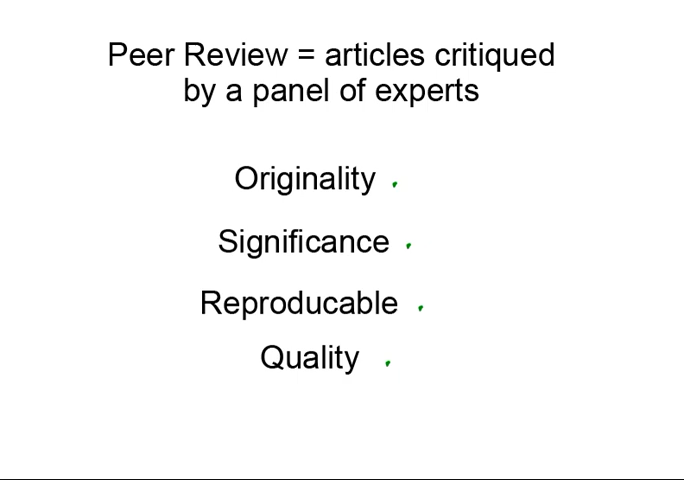 Peer Review = articles critiqued
by a panel of experts
Originality
Significance
Reproducable
Quality